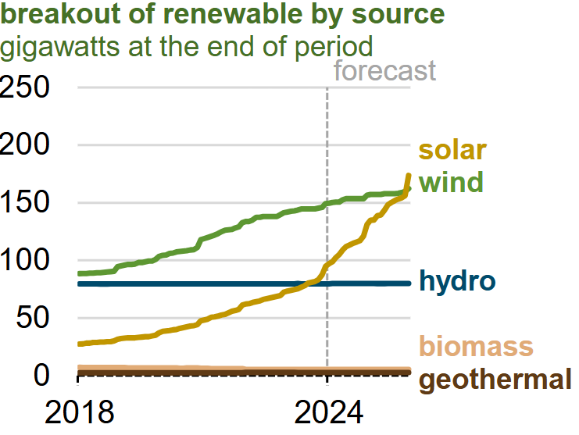 breakout of renewable by source
gigawatts at the end of period
forecast
250
200
solar
150
wind
100
hydro
50
biomass
0
geothermal
2018
2024